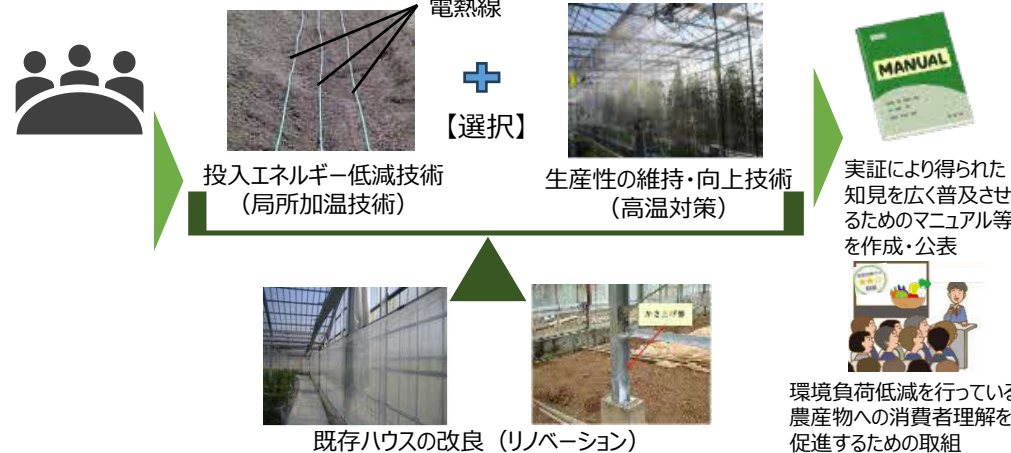 電熱線
【選択】
投入エネルギー低減技術
（局所加温技術）
生産性の維持・向上技術
（高温対策）
MANUAL
実証により得られた
知見を広く普及させ
るためのマニュアル等
を作成・公表
かさ上げ部
既存ハウスの改良（リノベーション）
環境負荷低減を行っている
農産物への消費者理解を
促進するための取組